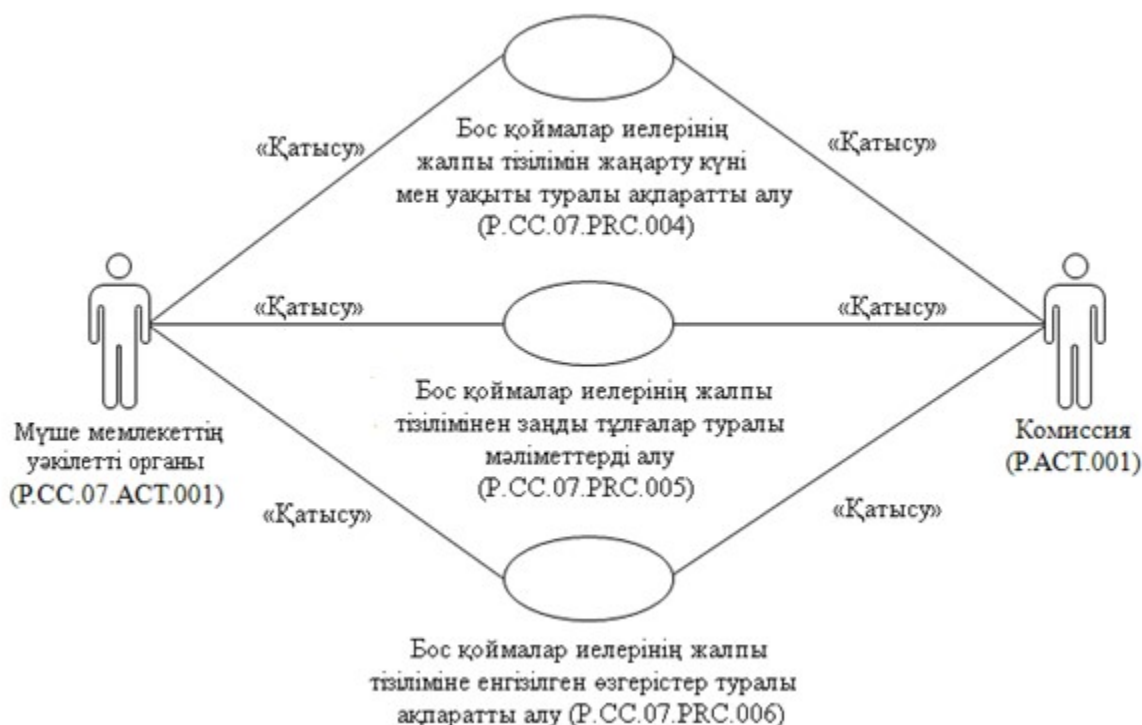 Бос қоймалар иелерінің
жалпы тізілімін жаңарту күні
мен уақыты туралы ақпаратты алу
(P.CC.07.PRC.004)
«Қатысу»
«Қатысу»
«Қатысу»
«Қатысу»
Бос қоймалар иелерінің жалпы
тізілімінен заңды тұлғалар туралы
мәліметтерді алу
(P.CC.07.PRC.005)
Мүше мемлекеттің
уәкілетті органы
(P.CC.07.ACT.001)
Комиссия
(P.ACT.001)
«Қатысу»
«Қатысу»
Бос қоймалар иелерінің жалпы
тізіліміне енгізілген өзгерістер туралы
ақпаратты алу (P.CC.07.PRC.006)